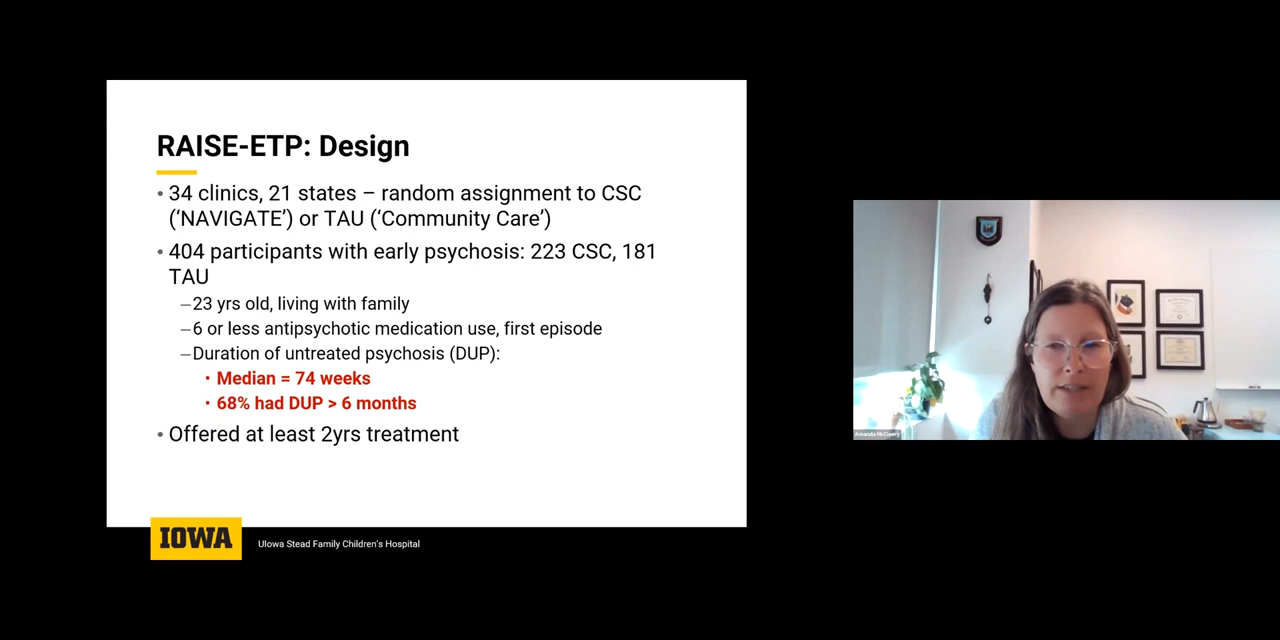 RAISE-ETP: Design
• 34 clinics, 21 states – random assignment to CSC
(‘NAVIGATE’) or TAU (‘Community Care’)
• 404 participants with early psychosis: 223 CSC, 181
TAU
–23 yrs old, living with family
–6 or less antipsychotic medication use, first episode
–Duration of untreated psychosis (DUP):
• Median = 74 weeks
• 68% had DUP > 6 months
• Offered at least 2yrs treatment
IOWA
UIowa Stead Family Children's Hospital
Amanda McCleery